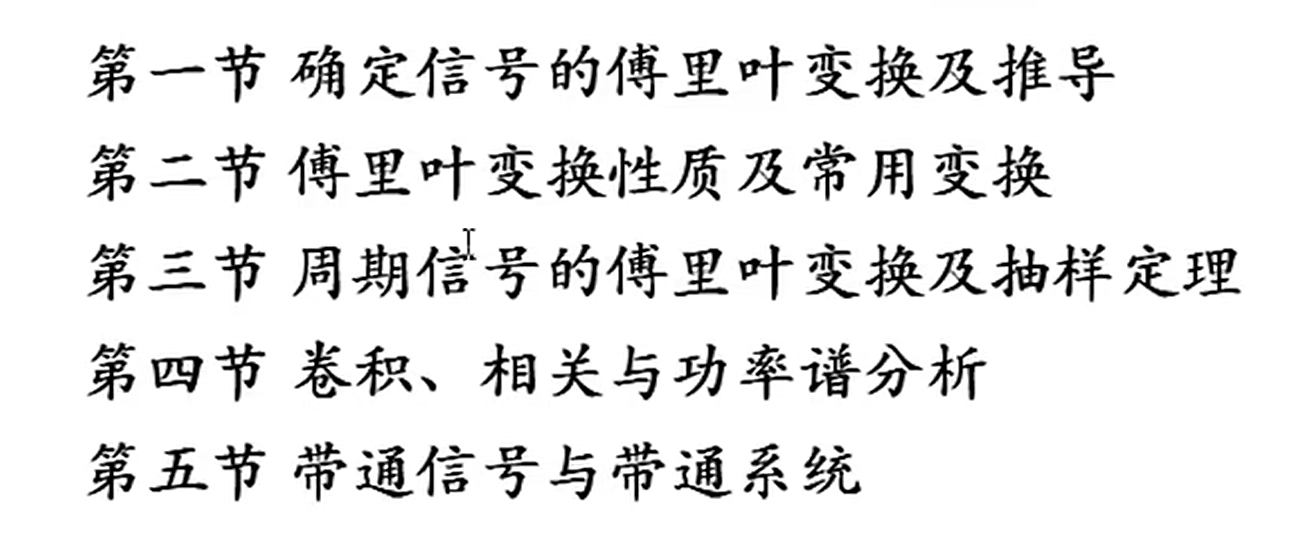 第一节 确定信号的傅里叶变换及推导
第二节 傅里叶变换性质及常用变换
第三节 周期信号的傅里叶变换及抽样定理
第四节 卷积、相关与功率谱分析
第五节 带通信号与带通系统